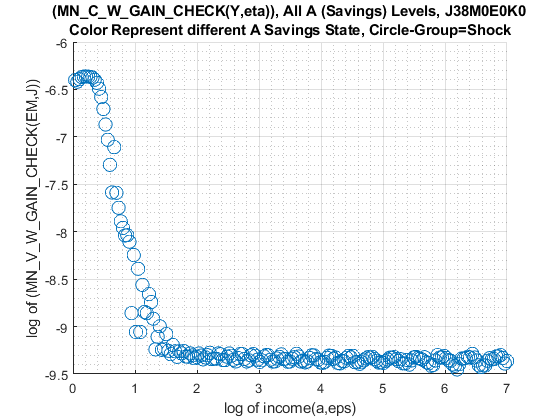 (MN_C_W_GAIN_CHECK(Y,eta)), All A (Savings) Levels, J38M0E0K0
Color Represent different A Savings State, Circle-Group=Shock
log of (MN_V_W_GAIN_CHECK(EM,J))
-6
-6.5
-7
-7.5
-8
-8.5
-9
-9.5
0 1 2 3 4 5 6 7
log of income(a,eps)